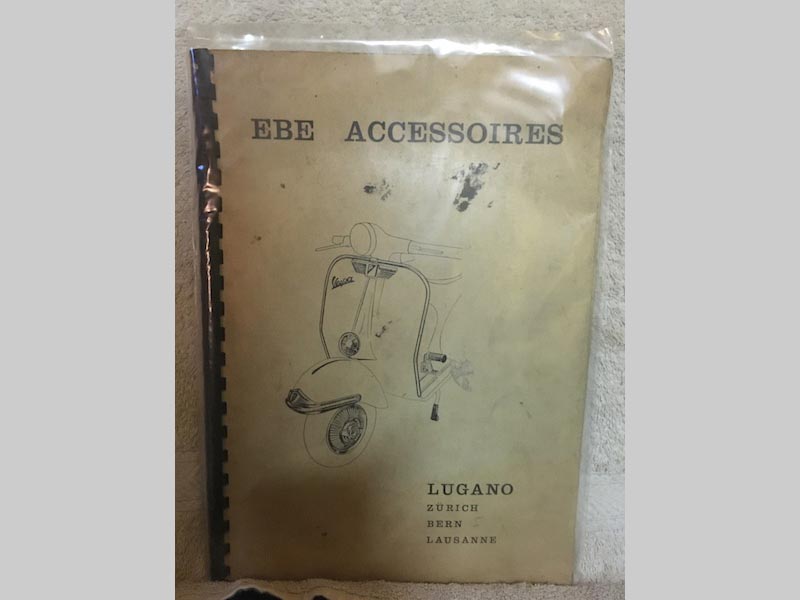 EBE ACCESSOIRES
Vespa
LUGANO
ZÜRICH
BERN
LAUSANNE